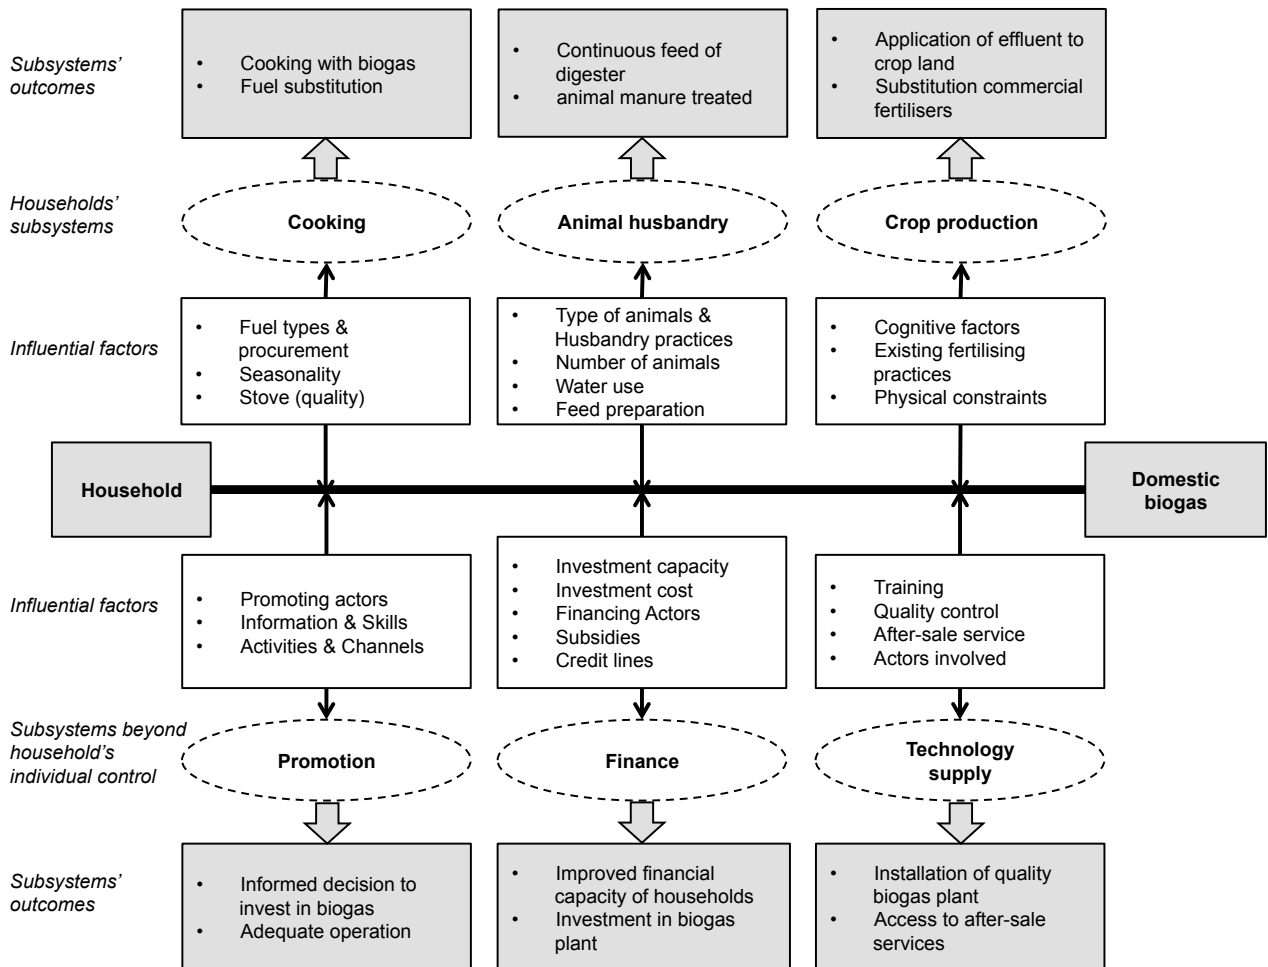 Subsystems'
outcomes
• Cooking with biogas
• Fuel substitution
• Continuous feed of
digester
• animal manure treated
• Application of effluent to
crop land
• Substitution commercial
fertilisers
Households'
subsystems
Cooking
Animal husbandry
Crop production
Influential factors
• Fuel types &
procurement
• Seasonality
• Stove (quality)
• Type of animals &
Husbandry practices
• Number of animals
• Water use
• Feed preparation
• Cognitive factors
• Existing fertilising
practices
• Physical constraints
Household
Domestic
biogas
Influential factors
• Promoting actors
• Information & Skills
• Activities & Channels
• Investment capacity
• Investment cost
• Financing Actors
• Subsidies
• Credit lines
• Training
• Quality control
• After-sale service
• Actors involved
Subsystems beyond
household's
individual control
Promotion
Finance
Technology
supply
Subsystems'
outcomes
• Informed decision to
invest in biogas
• Adequate operation
• Improved financial
capacity of households
• Investment in biogas
plant
• Installation of quality
biogas plant
• Access to after-sale
services